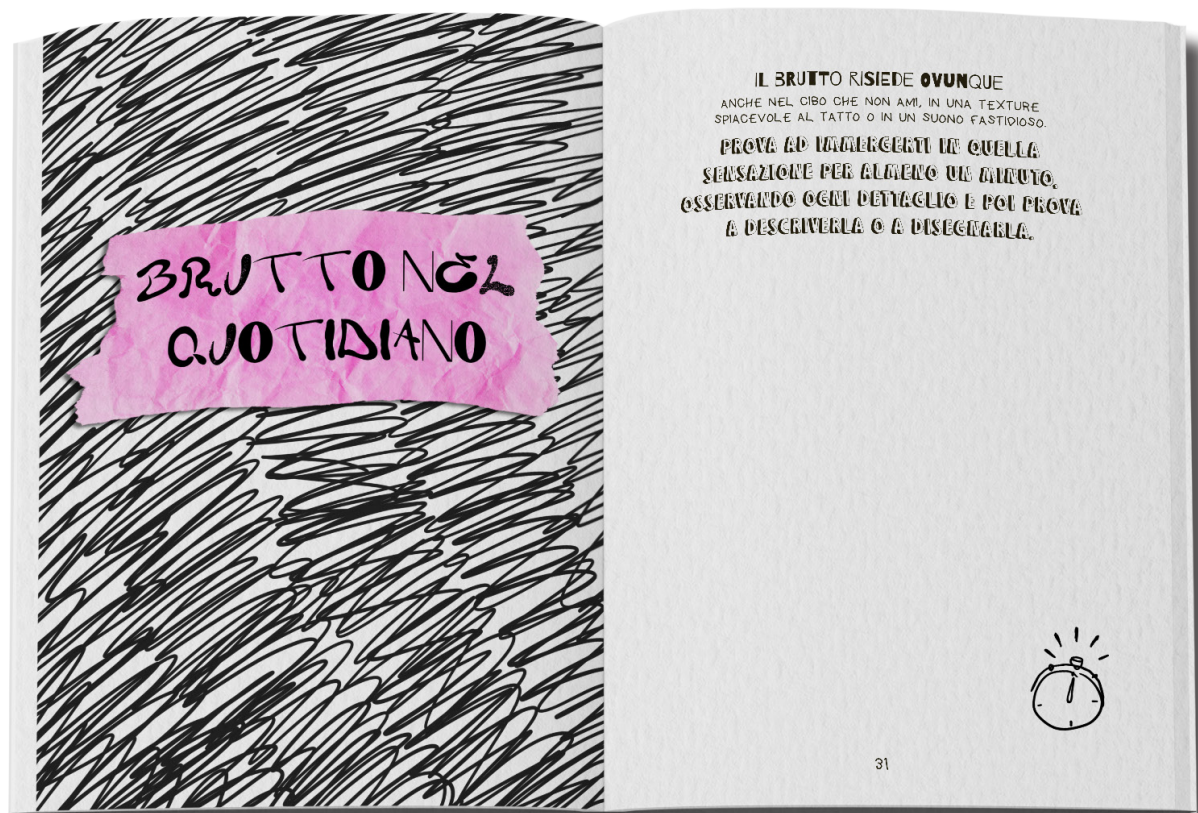 BRUTTO NEL
QUOTIDIANO
IL BRUTTO RISIEDE OVUNQUE
ANCHE NEL CIBO CHE NON AMI, IN UNA TEXTURE
SPIACEVOLE AL TATTO O IN UN SUONO FASTIDIOSO.
PROVA AD IMMERGERTI IN QUELLA
SENSAZIONE PER ALMENO UN MINUTO,
OSSERVANDO OGNI DETTAGLIO E POI PROVA
A DESCRIVERLA O A DISEGNARLA.
31